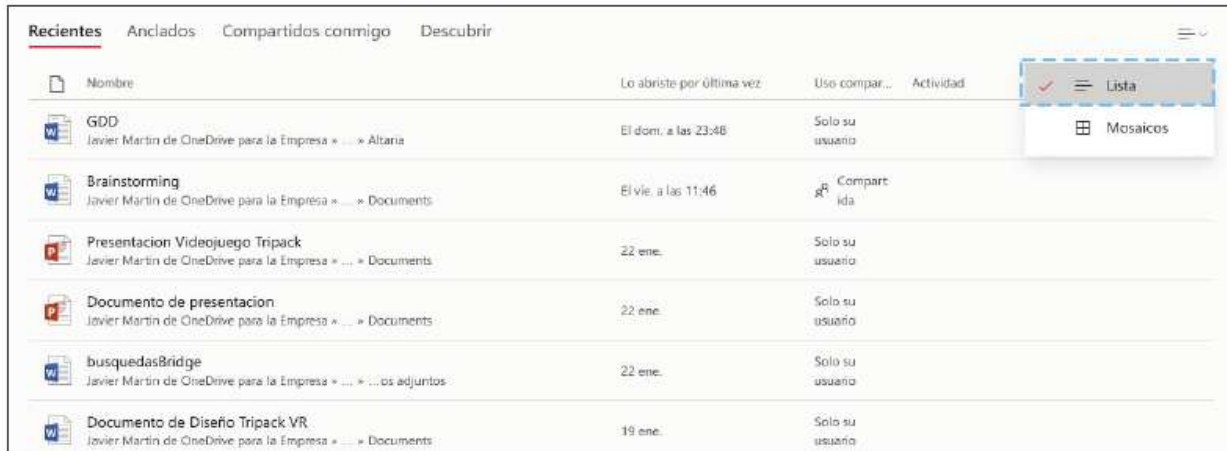 Recientes Anclados Compartidos conmigo Descubrir
Nombre Lo abriste por última vez Uso compar... Actividad
Lista
Mosaicos
GDD
Javier Martin de OneDrive para la Empresa » ... » Altaria
El dom. a las 23:48
Solo su
usuario
Brainstorming
Javier Martin de OneDrive para la Empresa » ... » Documents
El vie. a las 11:46
Compart
ida
Presentacion Videojuego Tripack
Javier Martin de OneDrive para la Empresa » ... » Documents
22 ene.
Solo su
usuario
Documento de presentacion
Javier Martin de OneDrive para la Empresa » ... » Documents
22 ene.
Solo su
usuario
busquedasBridge
Javier Martin de OneDrive para la Empresa » ... » ...os adjuntos
22 ene.
Solo su
usuario
Documento de Diseño Tripack VR
Javier Martin de OneDrive para la Empresa » ... » Documents
19 ene.
Solo su
usuario